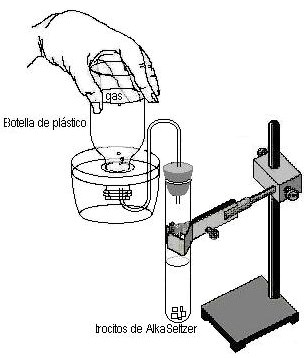 gas
Botella de plástico
trocitos de AlkaSeltzer